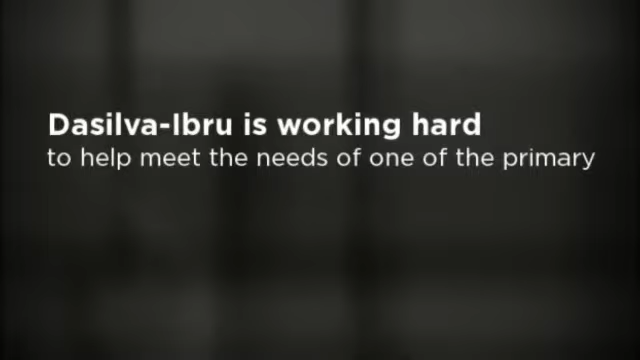 Dasilva-Ibru is working hard
to help meet the needs of one of the primary